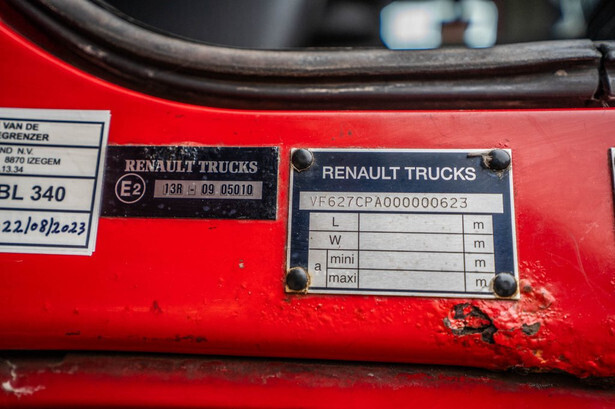 VAN DE
EGRENZER
ND N.V.
8870 IZEGEM
13.34
BL 340
22/08/2023
RENAULT TRUCKS
E2 13R - 09 05010
RENAULT TRUCKS
VF627CPA000000623
L m
W m
a mini m
maxi m